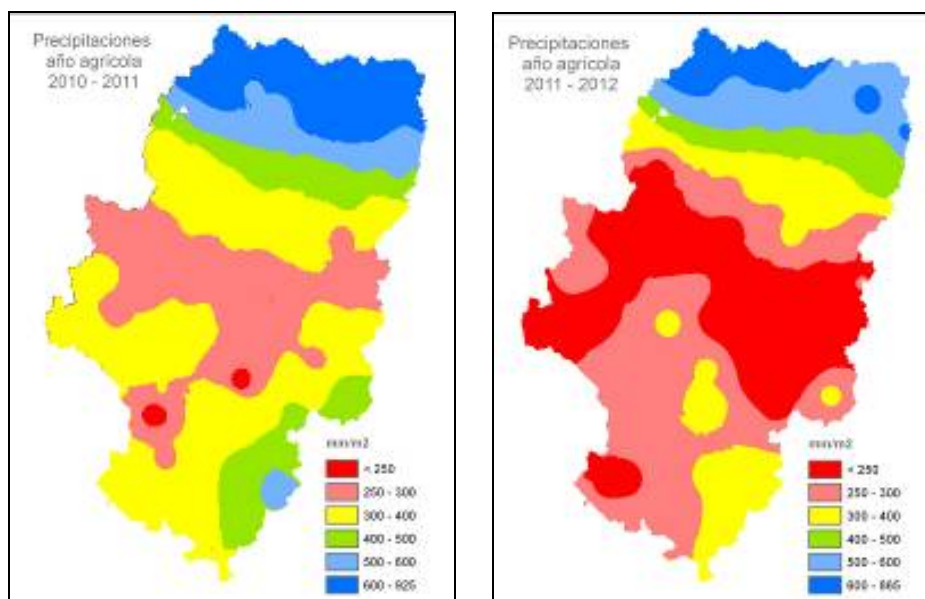 Precipitaciones
año agrícola
2010 - 2011
mm/m2
< 250
250 - 300
300 - 400
400 - 500
500 - 600
600 - 925
Precipitaciones
año agrícola
2011 - 2012
mm/m2
< 250
250 - 300
300 - 400
400 - 500
500 - 600
600 - 865